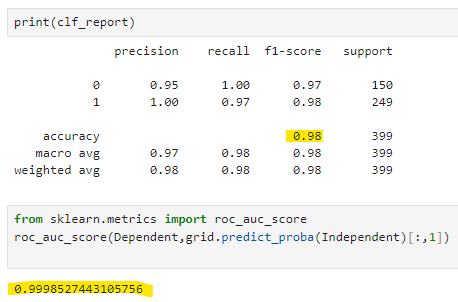 print(clf_report)
precision recall f1-score support
0 0.95 1.00 0.97 150
1 1.00 0.97 0.98 249
accuracy 0.98 399
macro avg 0.97 0.98 0.98 399
weighted avg 0.98 0.98 0.98 399
from sklearn.metrics import roc_auc_score
roc_auc_score(Dependent,grid.predict_proba(Independent)[:,1])
0.9998527443105756